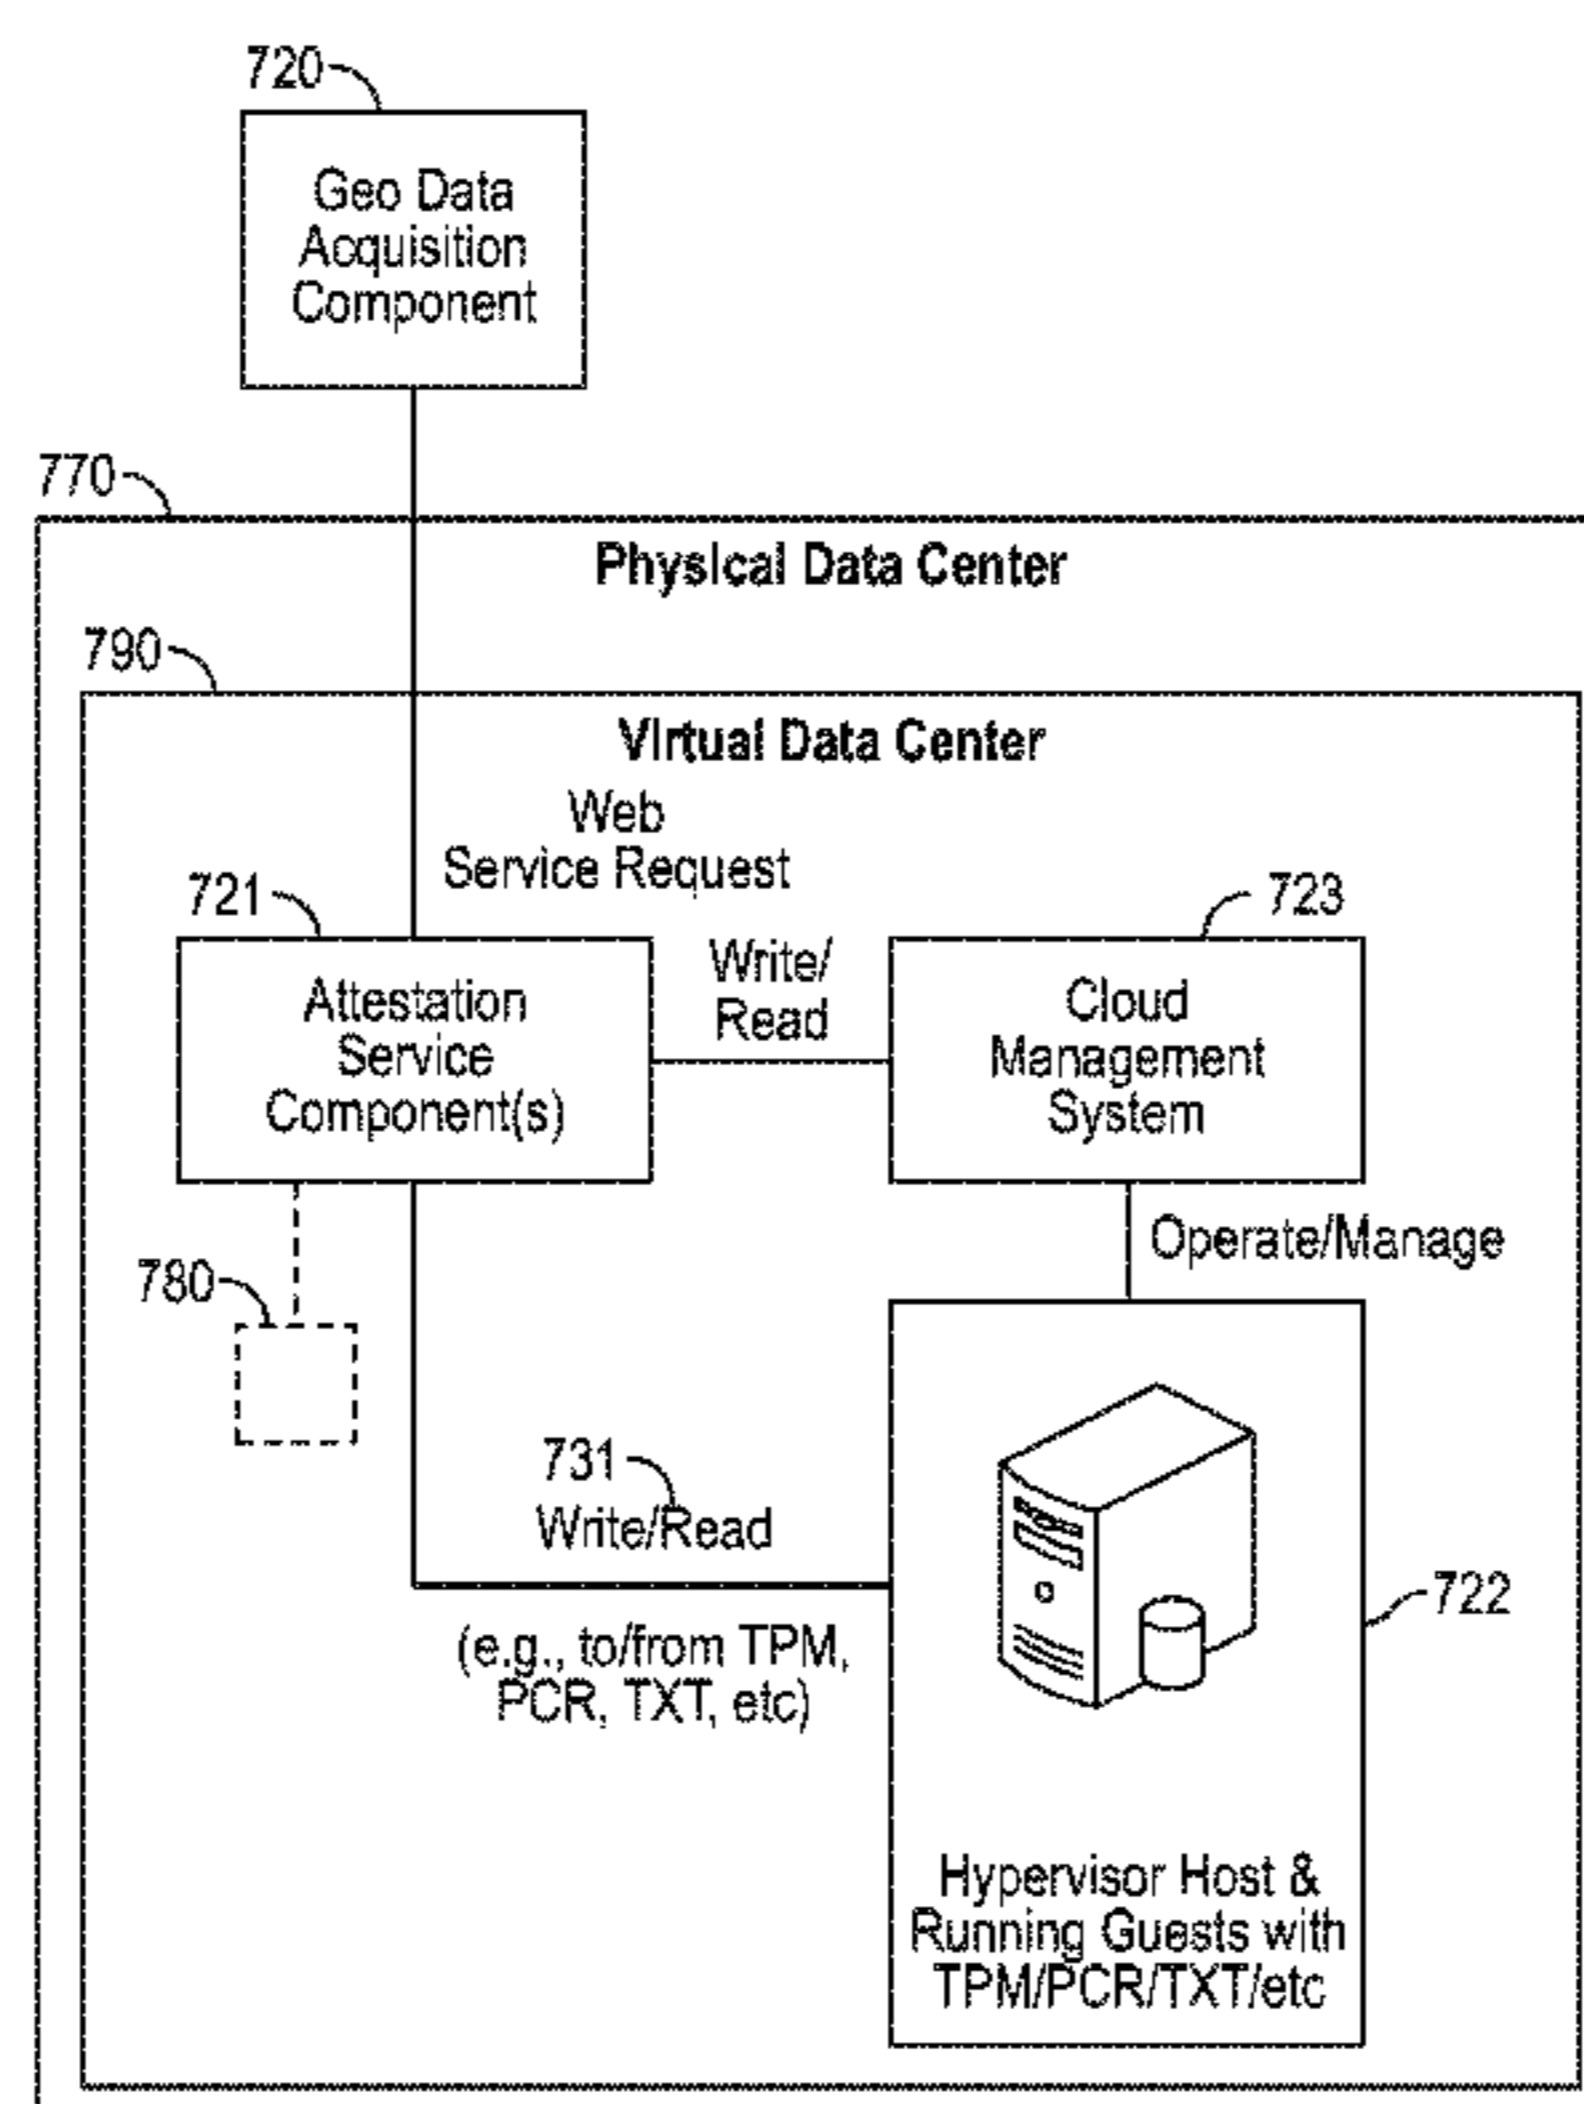 720
Geo Data
Acquisition
Component
770
Physical Data Center
790
Virtual Data Center
Web
Service Request
721
723
Attestation
Service
Component(s)
Write/
Read
Cloud
Management
System
Operate/Manage
780
731
Write/Read
722
(e.g., to/from TPM,
PCR, TXT, etc)
Hypervisor Host &
Running Guests with
TPM/PCR/TXT/etc